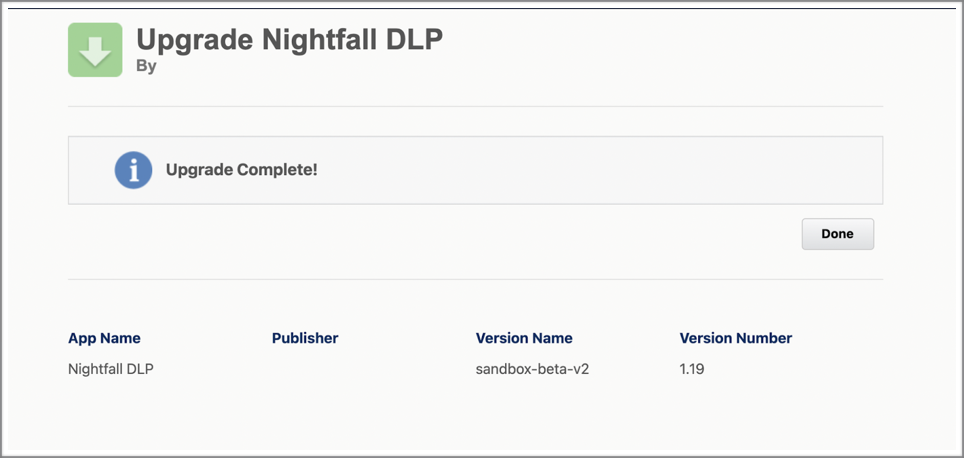 Upgrade Nightfall DLP
By
Upgrade Complete!
Done
App Name Publisher Version Name Version Number
Nightfall DLP sandbox-beta-v2 1.19